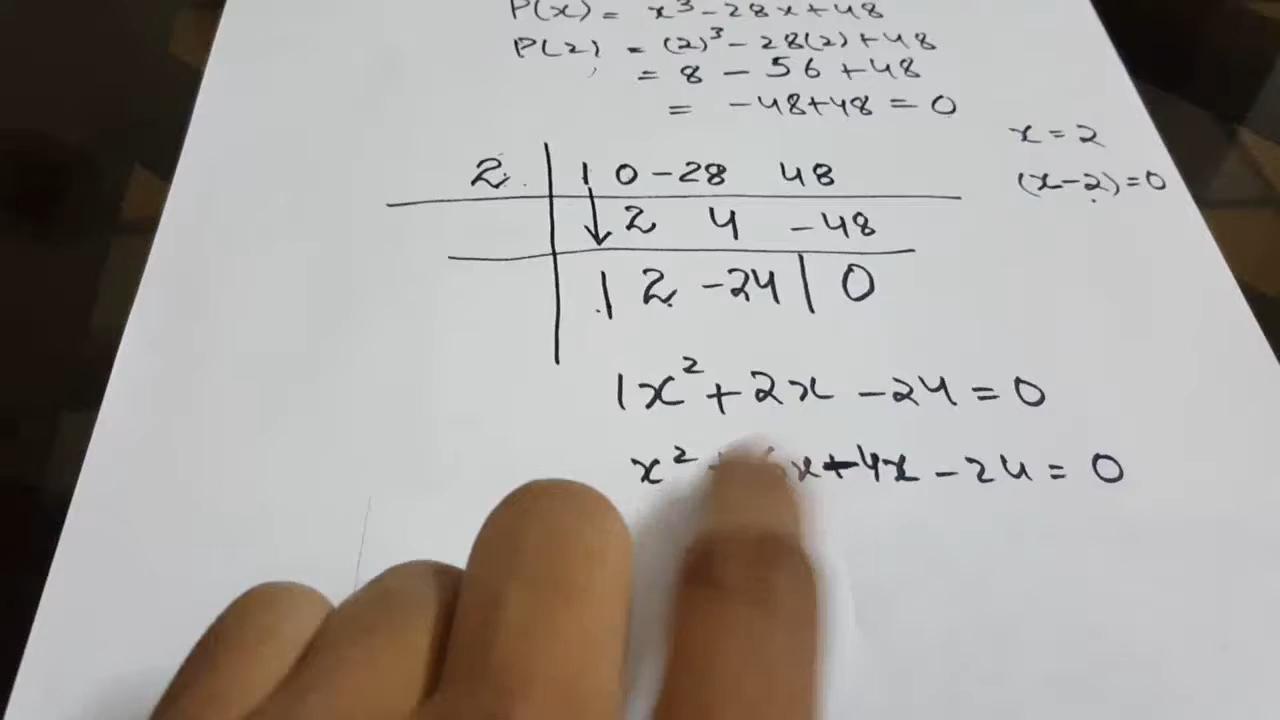 P(x) = x³-28x+48
P(2) = (2)³-28(2)+48
= 8 - 56 +48
= -48+48 = 0
x = 2
(x-2)=0
2 1 0 -28 48
2 4 -48
1 2 -24 0
1x²+2x-24=0
x² x+4x-24=0